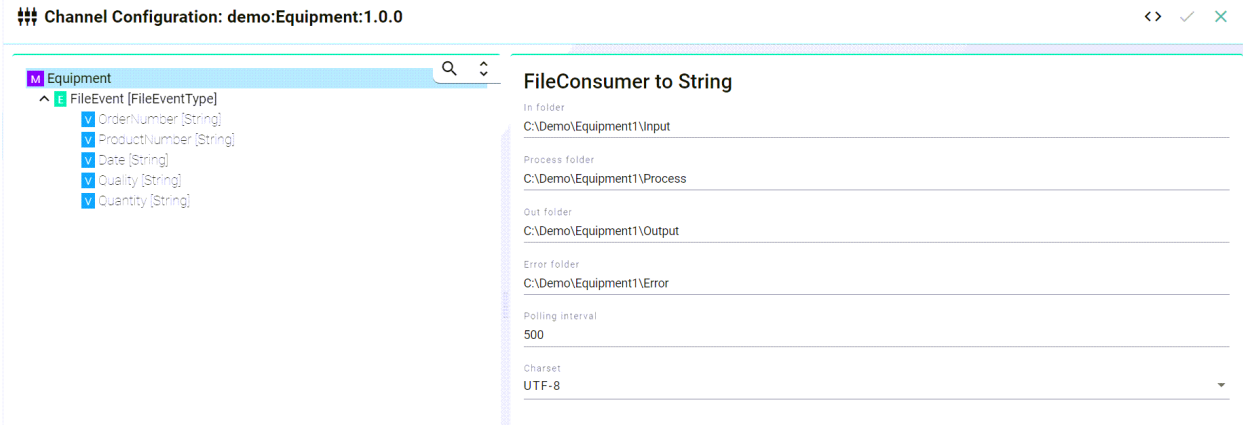 Channel Configuration: demo:Equipment:1.0.0
M Equipment
E FileEvent [FileEventType]
V OrderNumber [String]
V ProductNumber [String]
V Date [String]
V Quality [String]
V Quantity [String]
FileConsumer to String
In folder
C:\Demo\Equipment1\Input
Process folder
C:\Demo\Equipment1\Process
Out folder
C:\Demo\Equipment1\Output
Error folder
C:\Demo\Equipment1\Error
Polling interval
500
Charset
UTF-8